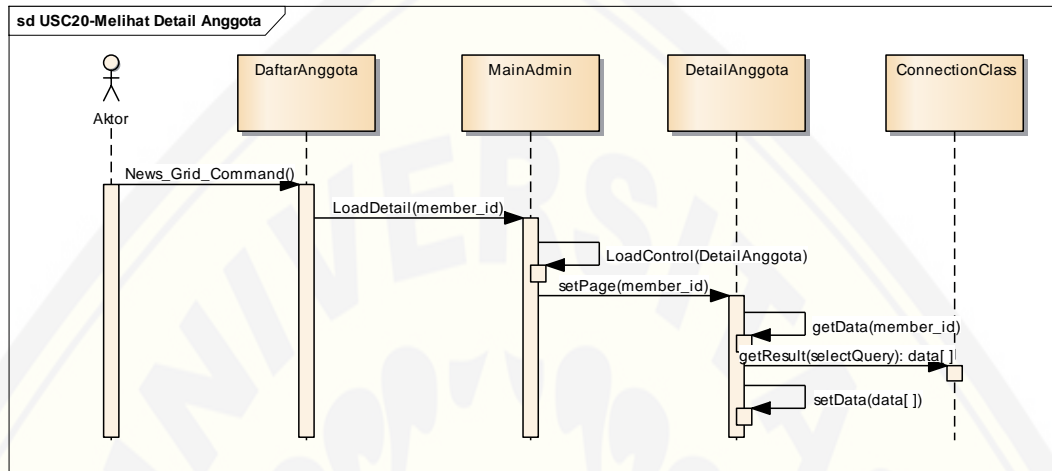 sd USC20-Melihat Detail Anggota
Aktor
DaftarAnggota
MainAdmin
DetailAnggota
ConnectionClass
News_Grid_Command()
LoadDetail(member_id)
LoadControl(DetailAnggota)
setPage(member_id)
getData(member_id)
getResult(selectQuery): data[ ]
setData(data[ ])